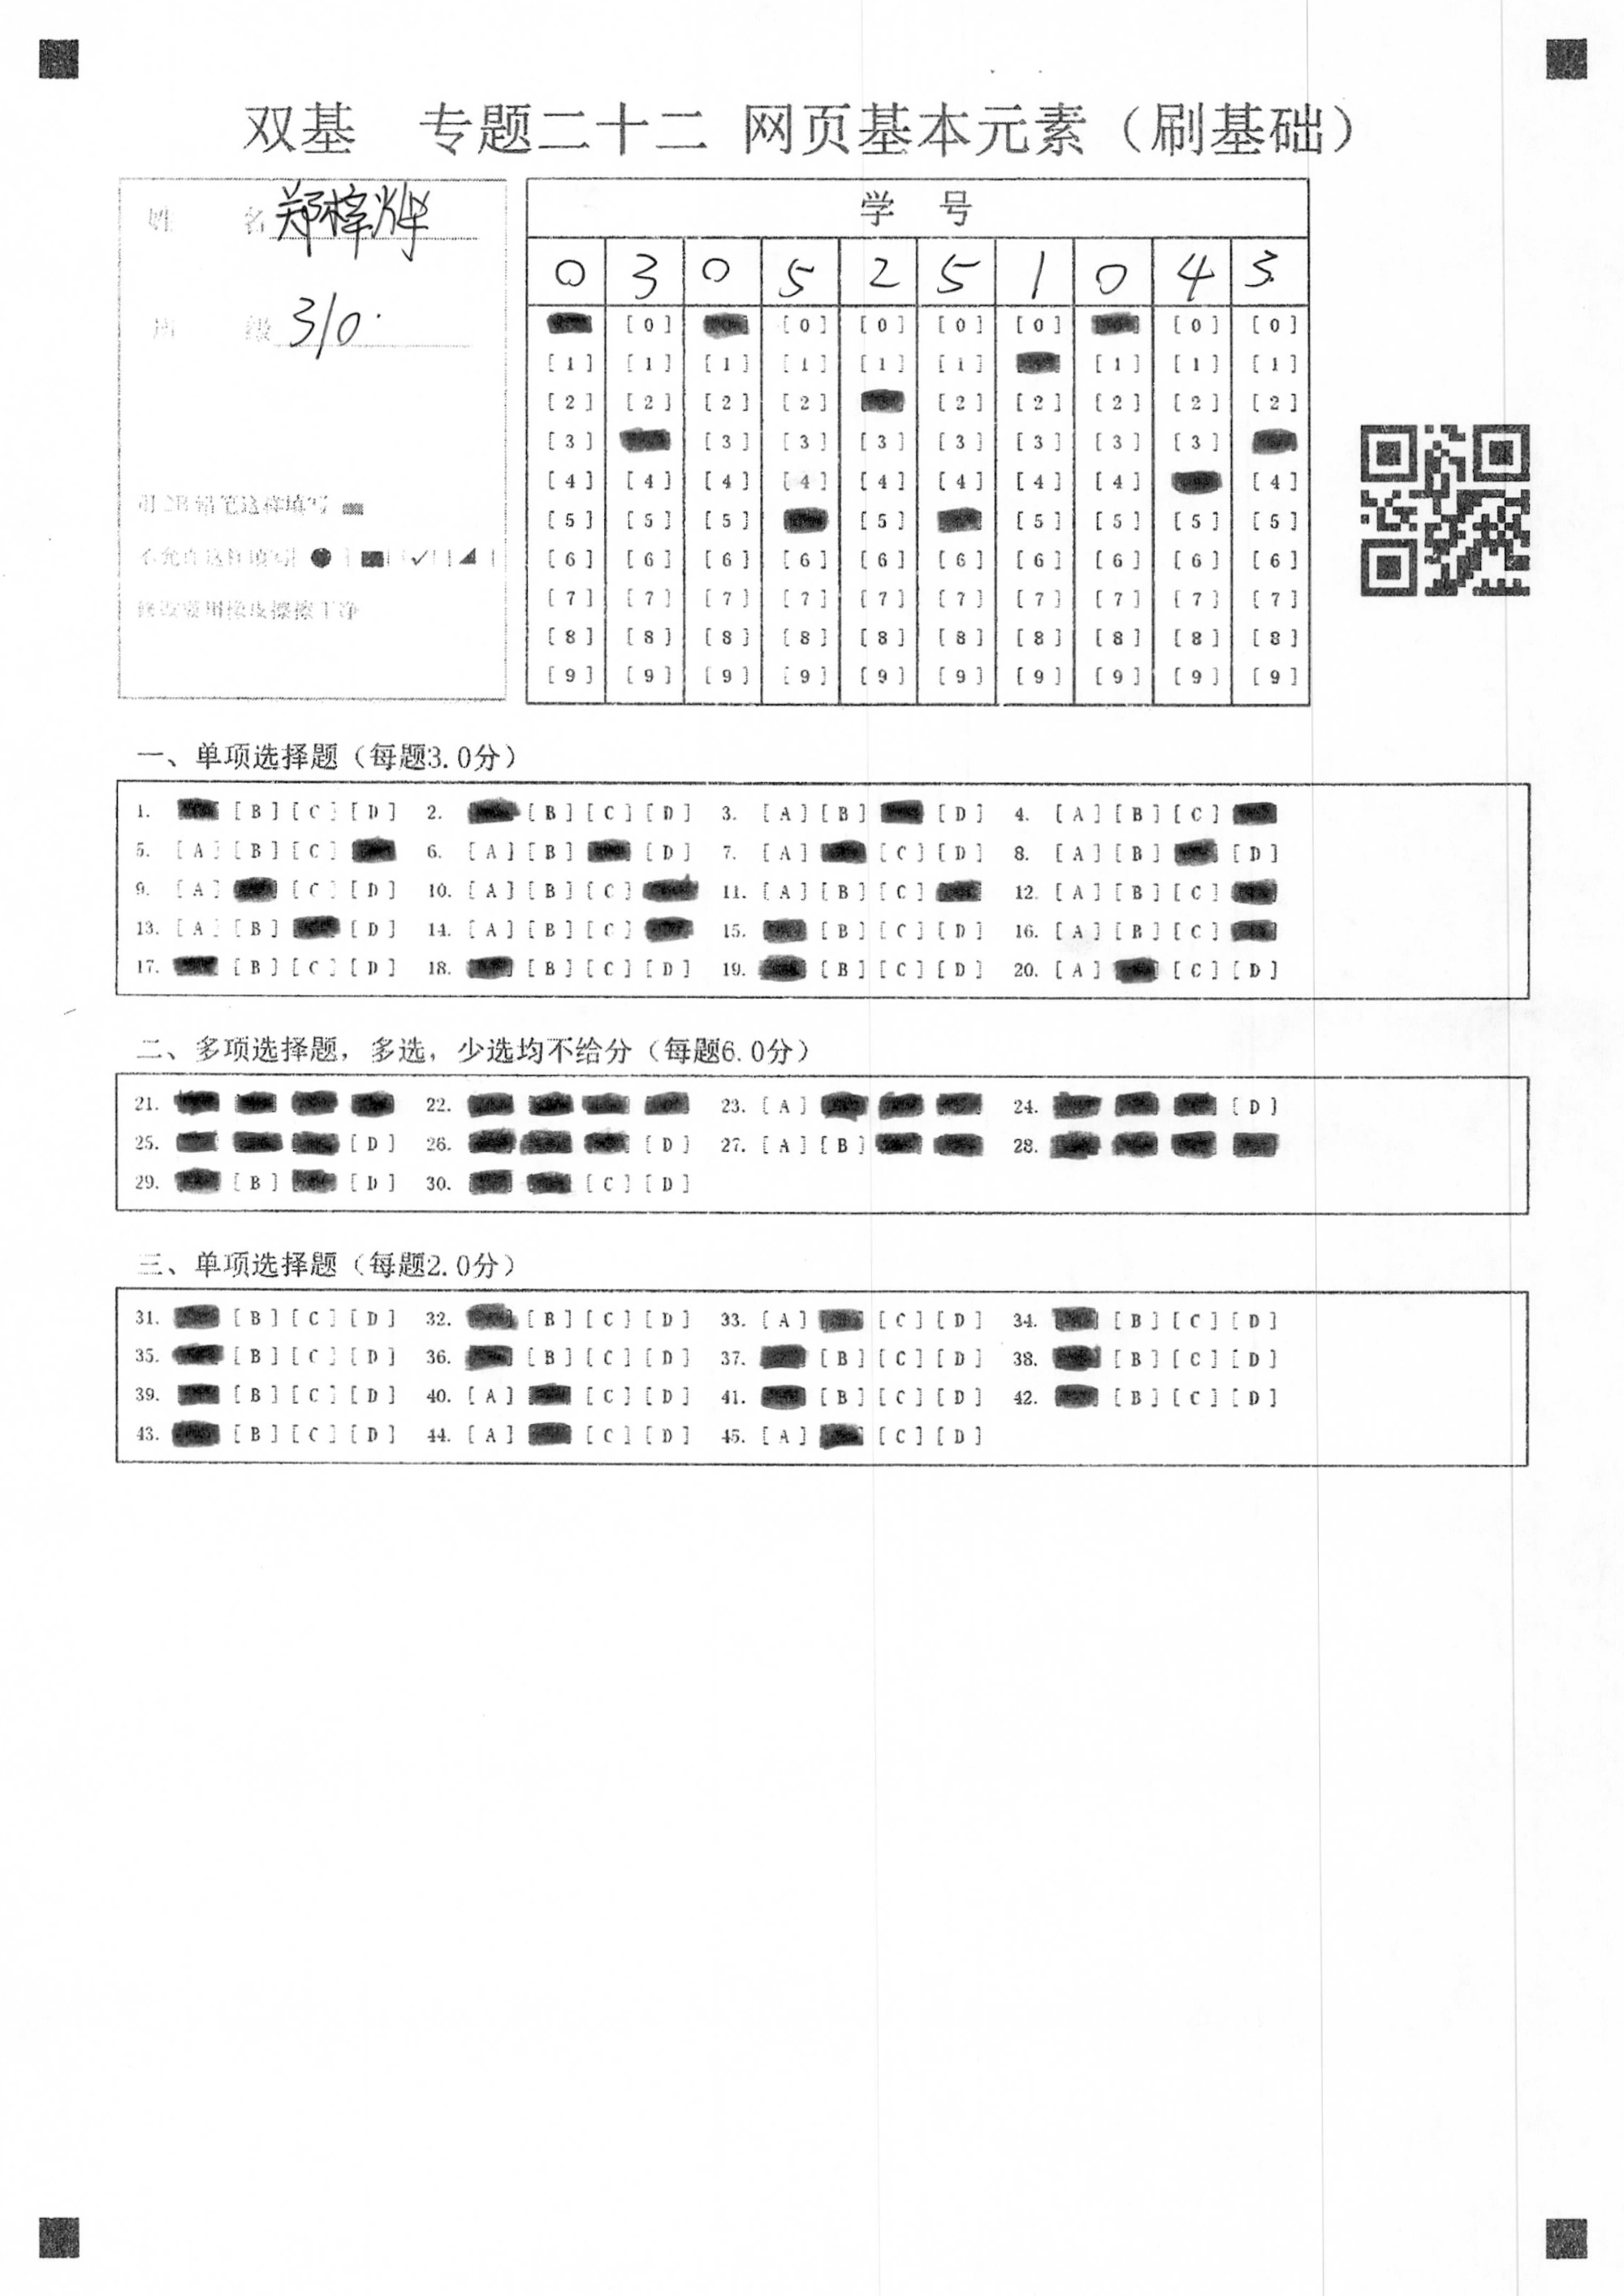 双基 专题二十二 网页基本元素（刷基础）
姓 名 郑梓烨
班 级 310
用2B铅笔这样填写
不允许这样填写
修改要用橡皮擦擦干净
学 号
0 3 0 5 2 5 1 0 4 3
[0] [0] [0] [0] [0] [0] [0]
[1] [1] [1] [1] [1] [1] [1] [1] [1]
[2] [2] [2] [2] [2] [2] [2] [2] [2]
[3] [3] [3] [3] [3] [3] [3] [3]
[4] [4] [4] [4] [4] [4] [4] [4] [4]
[5] [5] [5] [5] [5] [5] [5] [5]
[6] [6] [6] [6] [6] [6] [6] [6] [6] [6]
[7] [7] [7] [7] [7] [7] [7] [7] [7] [7]
[8] [8] [8] [8] [8] [8] [8] [8] [8] [8]
[9] [9] [9] [9] [9] [9] [9] [9] [9] [9]
一、单项选择题（每题3.0分）
1. [B] [C] [D] 2. [B] [C] [D] 3. [A] [B] [D] 4. [A] [B] [C]
5. [A] [B] [C] 6. [A] [B] [D] 7. [A] [C] [D] 8. [A] [B] [D]
9. [A] [C] [D] 10. [A] [B] [C] 11. [A] [B] [C] 12. [A] [B] [C]
13. [A] [B] [D] 14. [A] [B] [C] 15. [B] [C] [D] 16. [A] [B] [C]
17. [B] [C] [D] 18. [B] [C] [D] 19. [B] [C] [D] 20. [A] [C] [D]
二、多项选择题，多选，少选均不给分（每题6.0分）
21. 22. 23. [A] 24. [D]
25. [D] 26. [D] 27. [A] [B] 28.
29. [B] [D] 30. [C] [D]
三、单项选择题（每题2.0分）
31. [B] [C] [D] 32. [B] [C] [D] 33. [A] [C] [D] 34. [B] [C] [D]
35. [B] [C] [D] 36. [B] [C] [D] 37. [B] [C] [D] 38. [B] [C] [D]
39. [B] [C] [D] 40. [A] [C] [D] 41. [B] [C] [D] 42. [B] [C] [D]
43. [B] [C] [D] 44. [A] [C] [D] 45. [A] [C] [D]